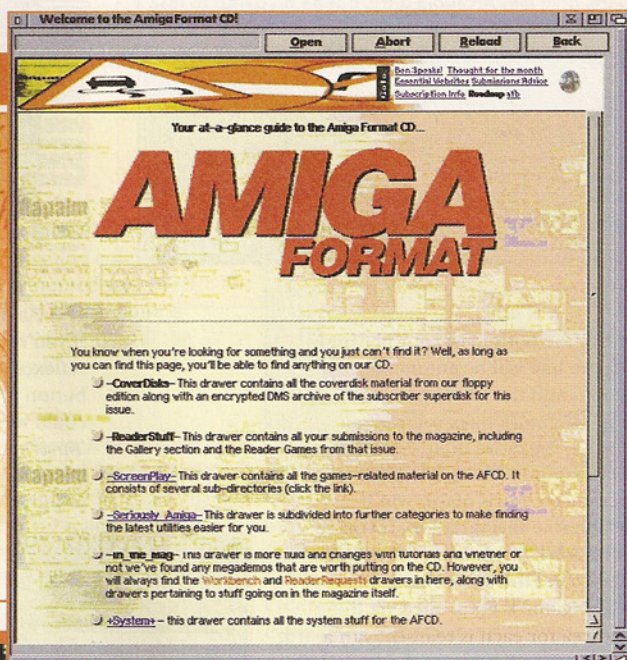 Welcome to the Amiga Format CD!
Open Abort Reload Back
GoTo: Ben Speaks! Thought for the month
Essential Websites Submissions Advice
Subscription Info Roadmap afb
Your at-a-glance guide to the Amiga Format CD...
AMIGA
FORMAT
You know when you're looking for something and you just can't find it? Well, as long as
you can find this page, you'll be able to find anything on our CD.
-CoverDisks- This drawer contains all the coverdisk material from our floppy
edition along with an encrypted DMS archive of the subscriber superdisk for this
issue.
-ReaderStuff- This drawer contains all your submissions to the magazine, including
the Gallery section and the Reader Games from that issue.
-ScreenPlay- This drawer contains all the games-related material on the AFCD. It
consists of several sub-directories (click the link).
-Seriously_Amiga- This drawer is subdivided into further categories to make finding
the latest utilities easier for you.
-In_the_Mag- This drawer is more fluid and changes with tutorials and whether or
not we've found any megademos that are worth putting on the CD. However, you
will always find the Workbench and ReaderRequests drawers in here, along with
drawers pertaining to stuff going on in the magazine itself.
+System+ - this drawer contains all the system stuff for the AFCD.